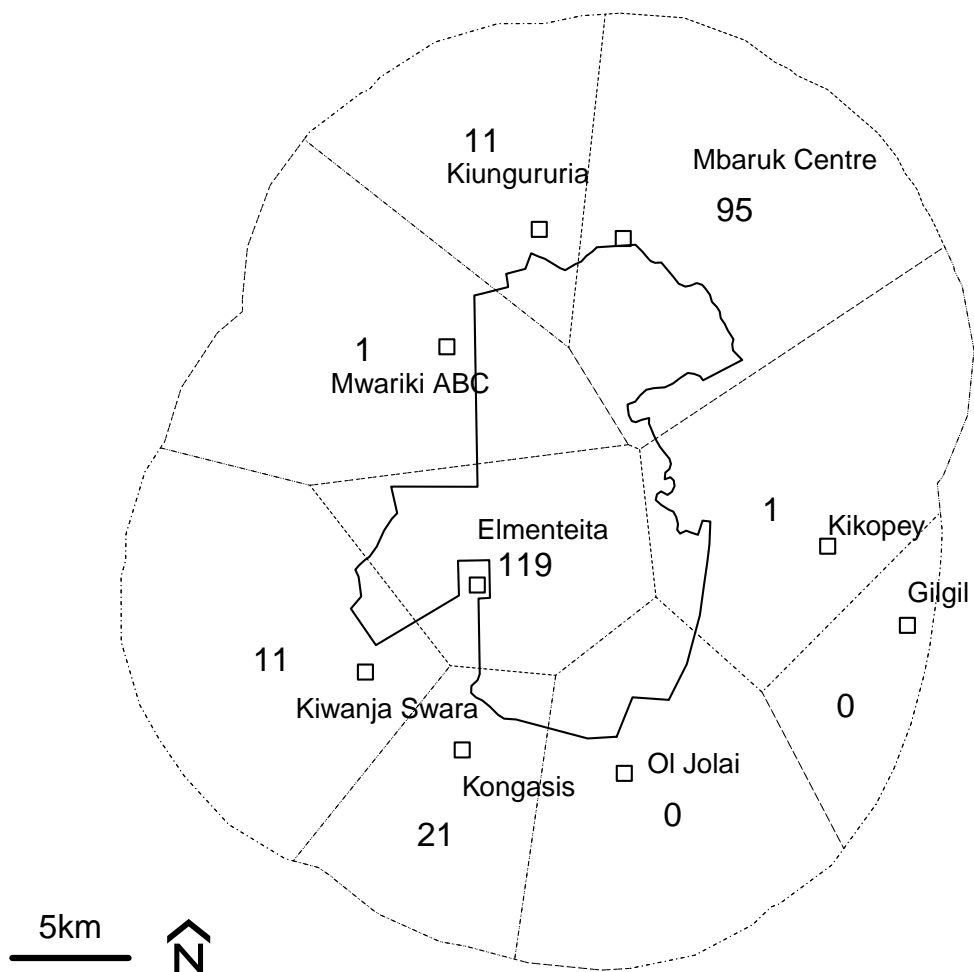 11
Kiungururia
Mbaruk Centre
95
1
Mwariki ABC
Elmenteita
119
1
Kikopey
Gilgil
0
11
Kiwanja Swara
Kongasis
21
Ol Jolai
0
5km
N